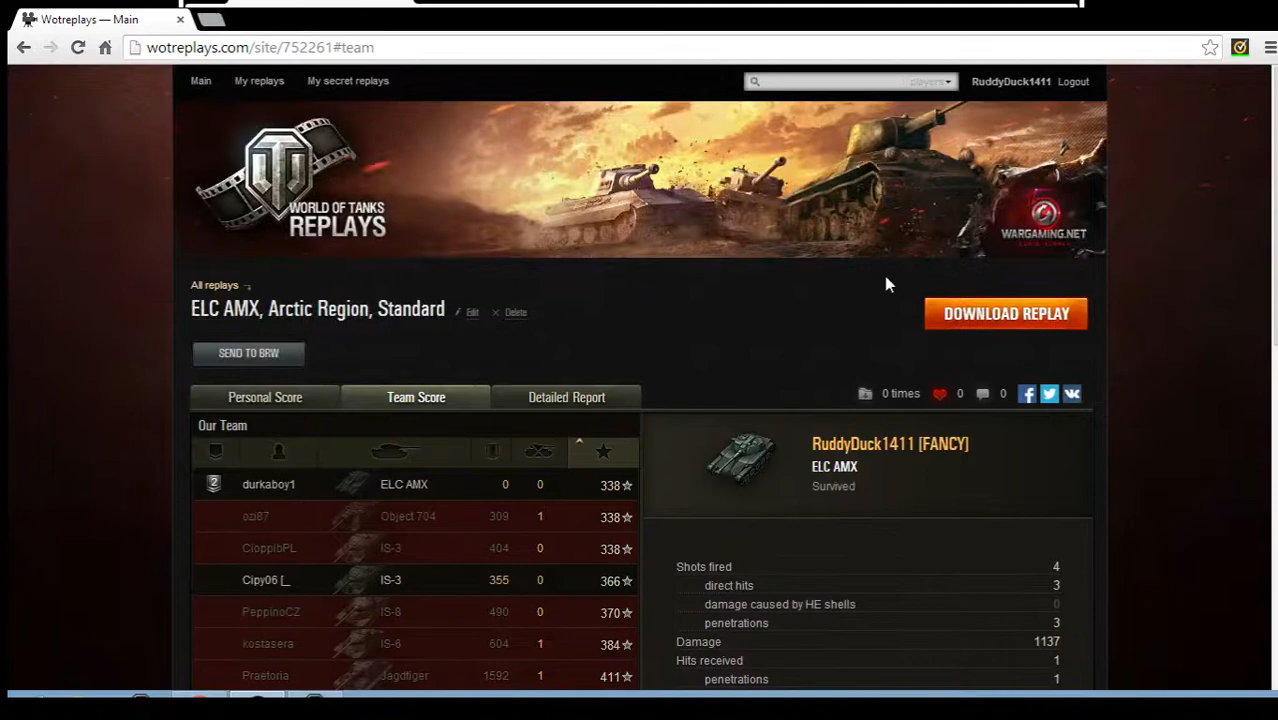 Wotreplays — Main
wotreplays.com/site/752261#team
Main My replays My secret replays players RuddyDuck1411 Logout
WORLD OF TANKS
REPLAYS
WARGAMING.NET
All replays
ELC AMX, Arctic Region, Standard Edit Delete
DOWNLOAD REPLAY
SEND TO BRW
Personal Score Team Score Detailed Report
0 times 0 0
Our Team
2 durkaboy1 ELC AMX 0 0 338
ozi87 Object 704 309 1 338
CioppibPL IS-3 404 0 338
Cipy06 [_ IS-3 355 0 366
PeppinoCZ IS-8 490 0 370
kostasera IS-6 604 1 384
Praetoria Jagdtiger 1592 1 411
RuddyDuck1411 [FANCY]
ELC AMX
Survived
Shots fired 4
direct hits 3
damage caused by HE shells 0
penetrations 3
Damage 1137
Hits received 1
penetrations 1